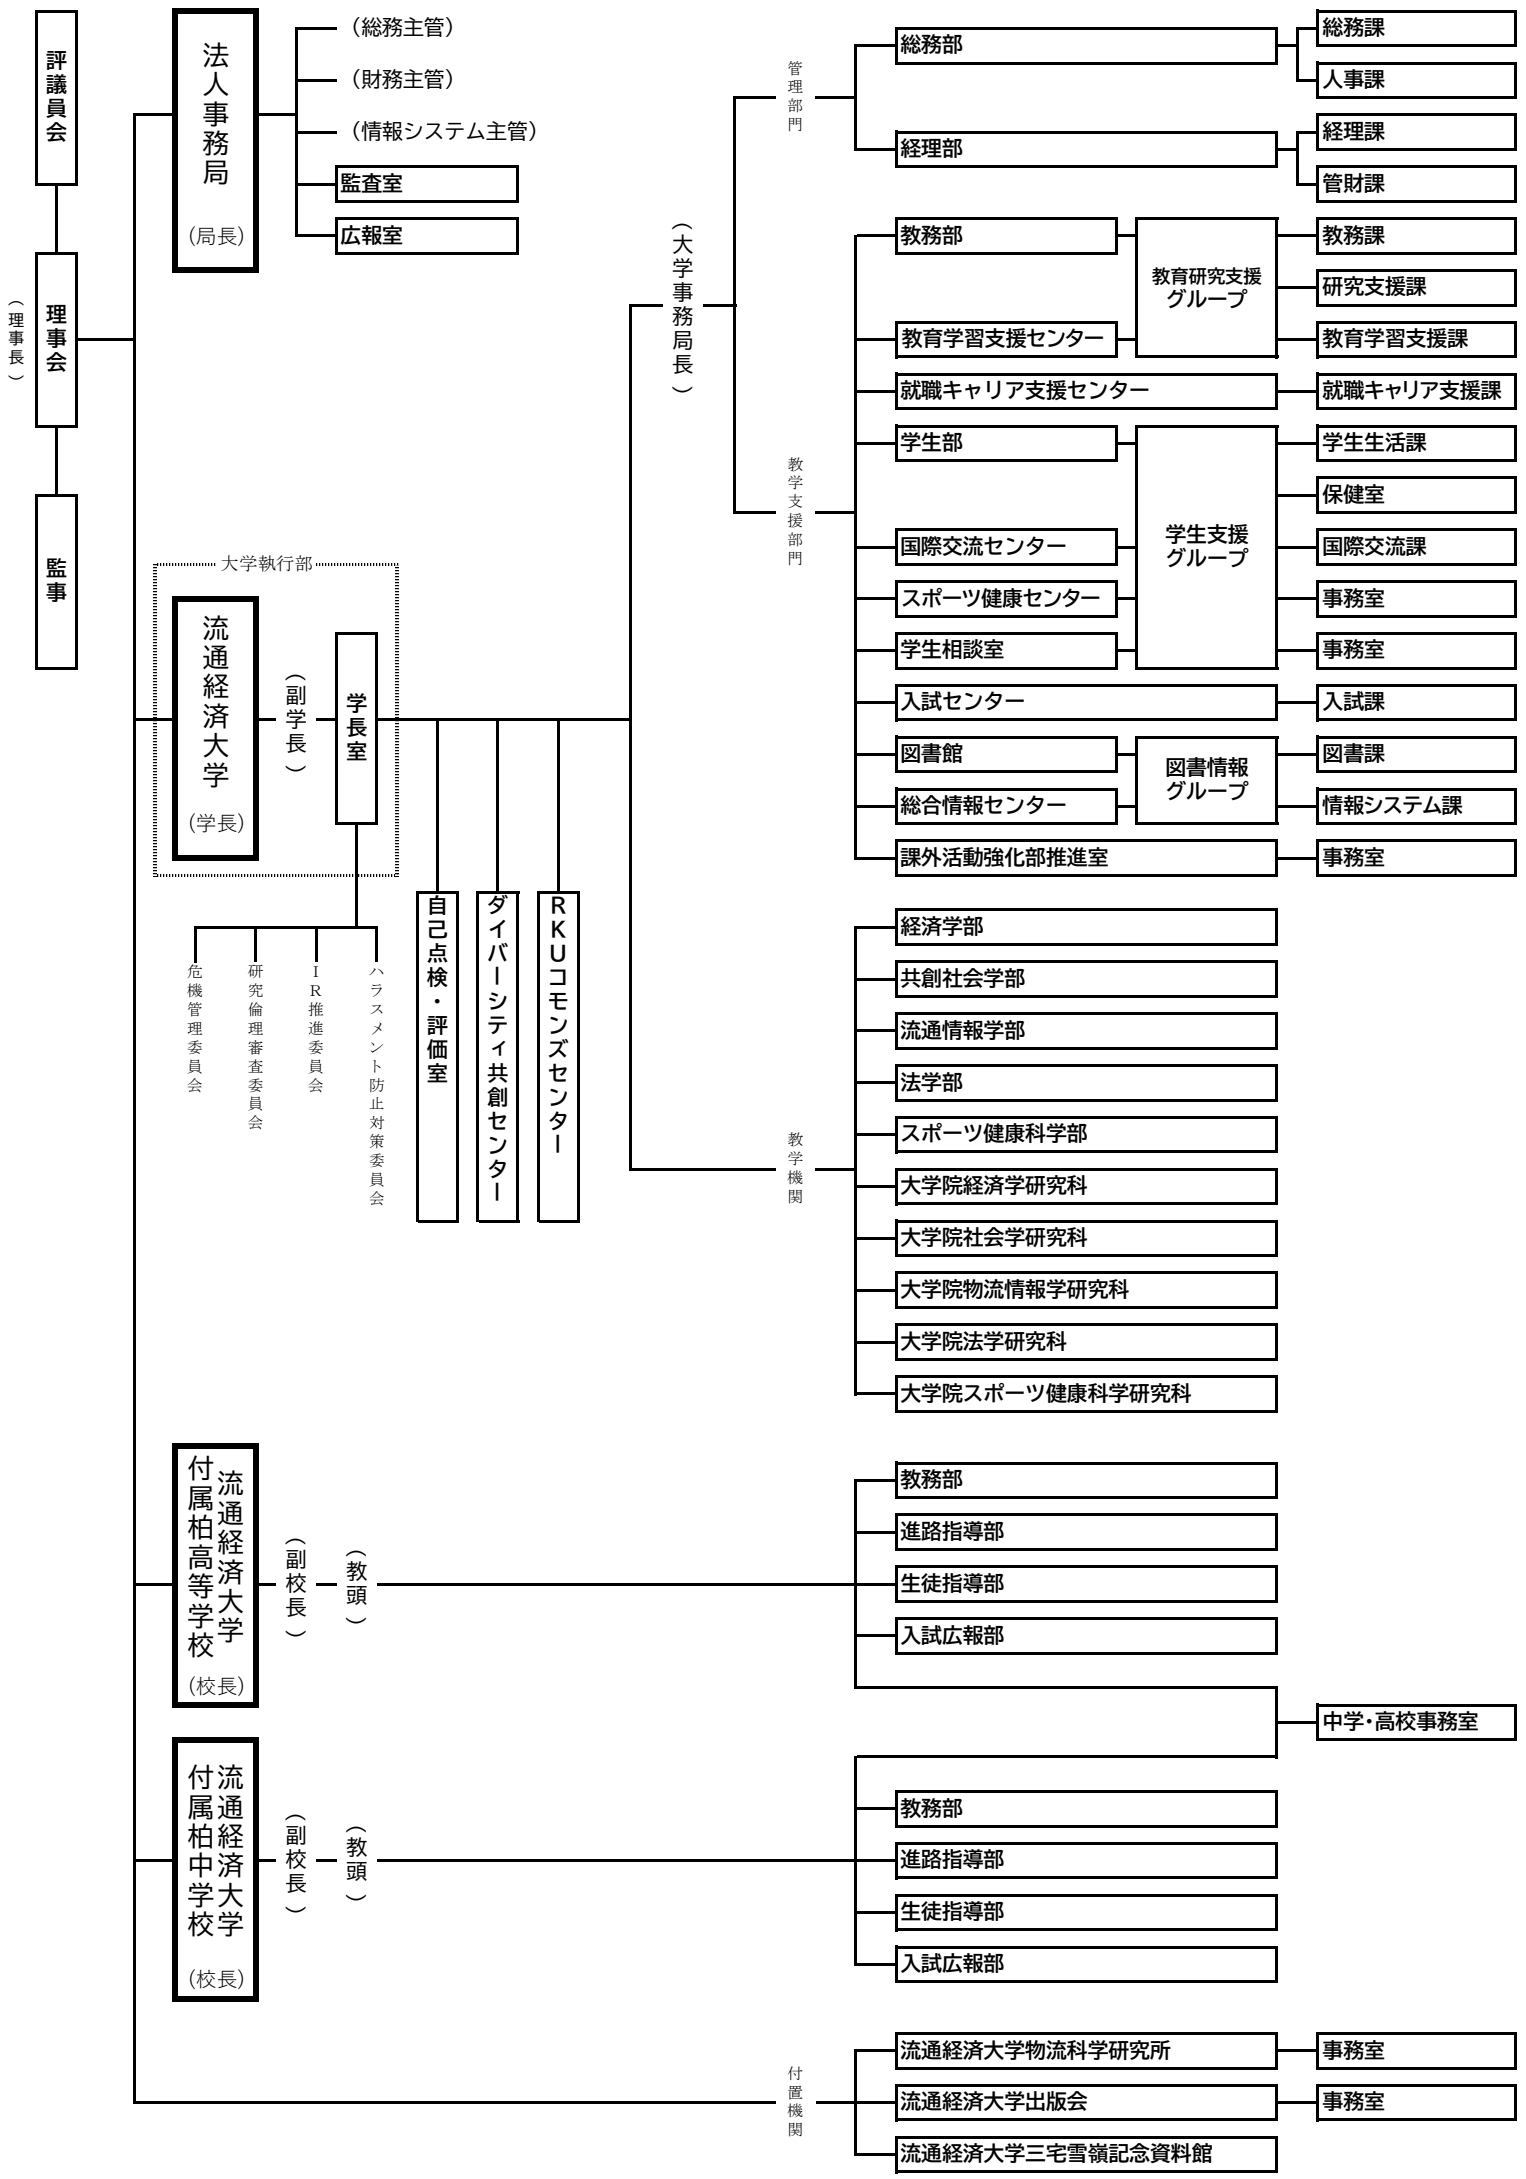 評議員会
理事会
（理事長）
監事
法人事務局
（局長）
（総務主管）
（財務主管）
（情報システム主管）
監査室
広報室
大学執行部
流通経済大学
（学長）
（副学長）
学長室
危機管理委員会
研究倫理審査委員会
ＩＲ推進委員会
ハラスメント防止対策委員会
自己点検・評価室
ダイバーシティ共創センター
ＲＫＵコモンズセンター
（大学事務局長）
管理部門
総務部
総務課
人事課
経理部
経理課
管財課
教学支援部門
教務部
教育研究支援
グループ
教務課
研究支援課
教育学習支援センター
教育学習支援課
就職キャリア支援センター
就職キャリア支援課
学生部
学生支援
グループ
学生生活課
保健室
国際交流センター
国際交流課
スポーツ健康センター
事務室
学生相談室
事務室
入試センター
入試課
図書館
図書情報
グループ
図書課
総合情報センター
情報システム課
課外活動強化部推進室
事務室
教学機関
経済学部
共創社会学部
流通情報学部
法学部
スポーツ健康科学部
大学院経済学研究科
大学院社会学研究科
大学院物流情報学研究科
大学院法学研究科
大学院スポーツ健康科学研究科
流通経済大学
付属柏高等学校
（校長）
（副校長）
（教頭）
教務部
進路指導部
生徒指導部
入試広報部
中学・高校事務室
流通経済大学
付属柏中学校
（校長）
（副校長）
（教頭）
教務部
進路指導部
生徒指導部
入試広報部
付置機関
流通経済大学物流科学研究所
事務室
流通経済大学出版会
事務室
流通経済大学三宅雪嶺記念資料館